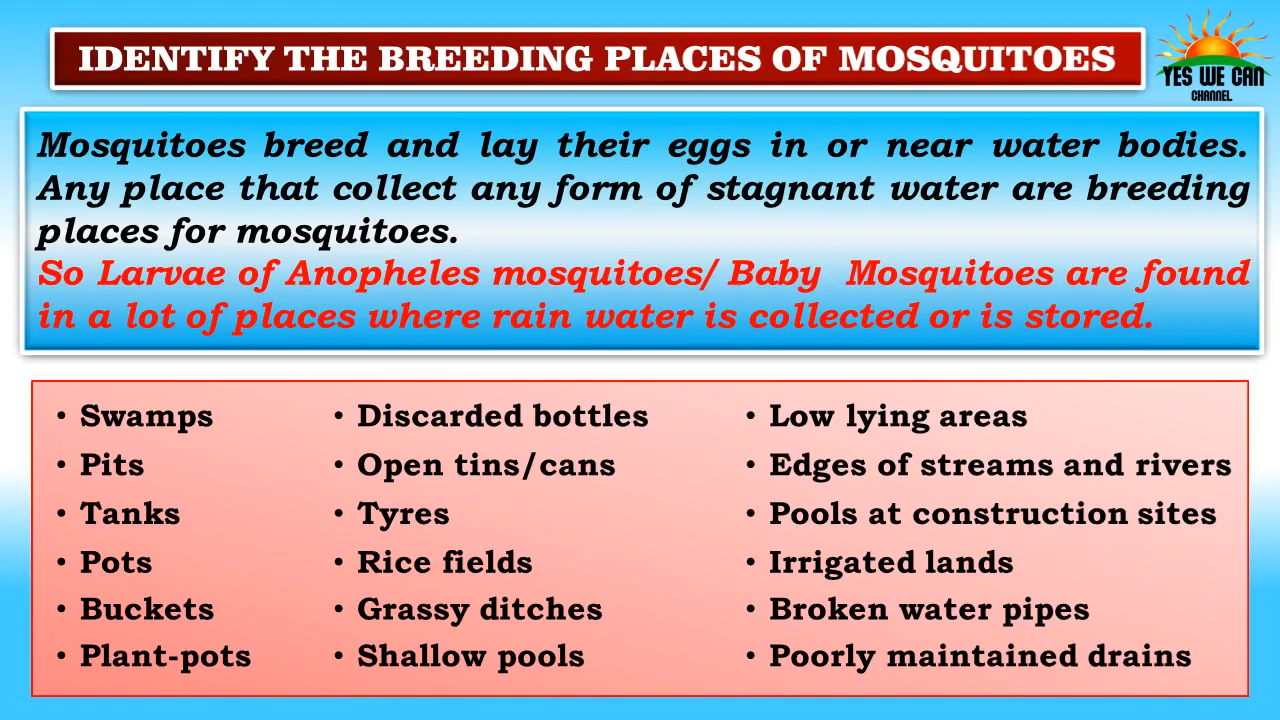 IDENTIFY THE BREEDING PLACES OF MOSQUITOES
YES WE CAN
CHANNEL
Mosquitoes breed and lay their eggs in or near water bodies.
Any place that collect any form of stagnant water are breeding
places for mosquitoes.
So Larvae of Anopheles mosquitoes/ Baby Mosquitoes are found
in a lot of places where rain water is collected or is stored.
• Swamps
• Pits
• Tanks
• Pots
• Buckets
• Plant-pots
• Discarded bottles
• Open tins/cans
• Tyres
• Rice fields
• Grassy ditches
• Shallow pools
• Low lying areas
• Edges of streams and rivers
• Pools at construction sites
• Irrigated lands
• Broken water pipes
• Poorly maintained drains